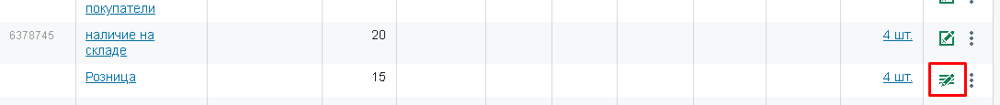 покупатели
6378745 наличие на 20 4 шт.
складе
Розница 15 4 шт.